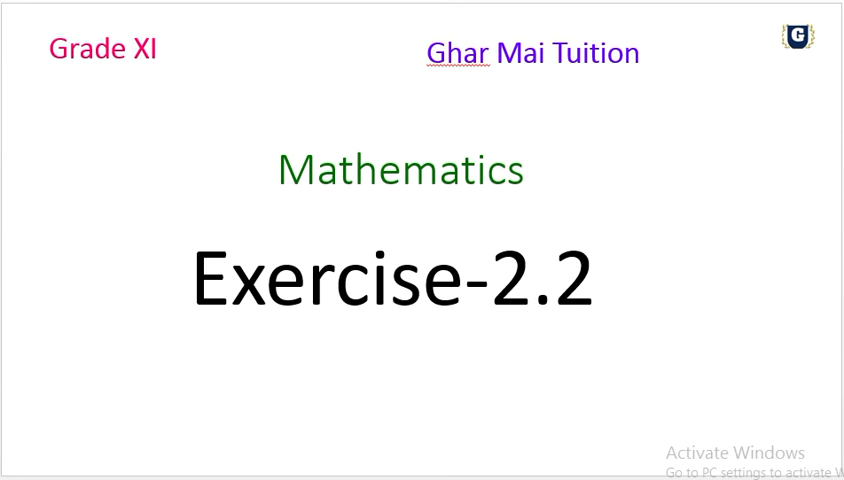 Grade XI
Ghar Mai Tuition
G
Mathematics
Exercise-2.2
Activate Windows
Go to PC settings to activate W